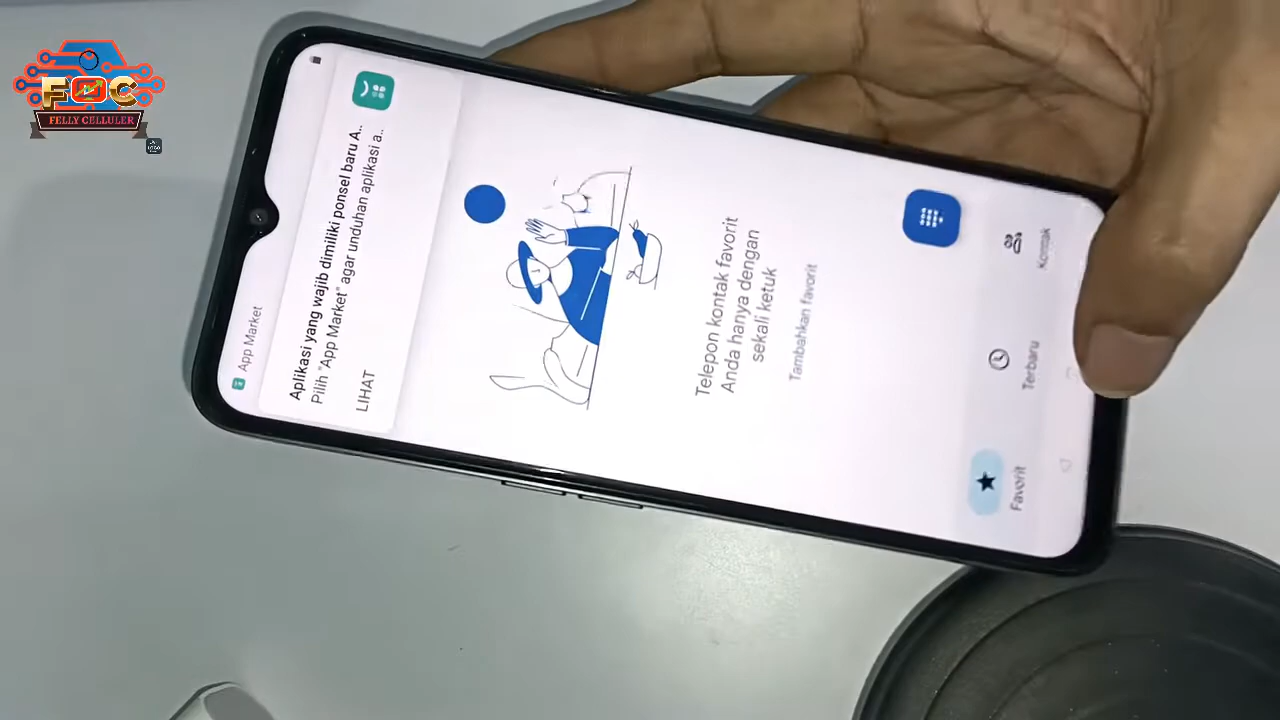 FOC
FELLY CELLULER
App Market
Aplikasi yang wajib dimiliki ponsel baru A..
Pilih "App Market" agar unduhan aplikasi a..
LIHAT
Telepon kontak favorit
Anda hanya dengan
sekali ketuk
Tambahkan favorit
Favorit
Terbaru
Kontak